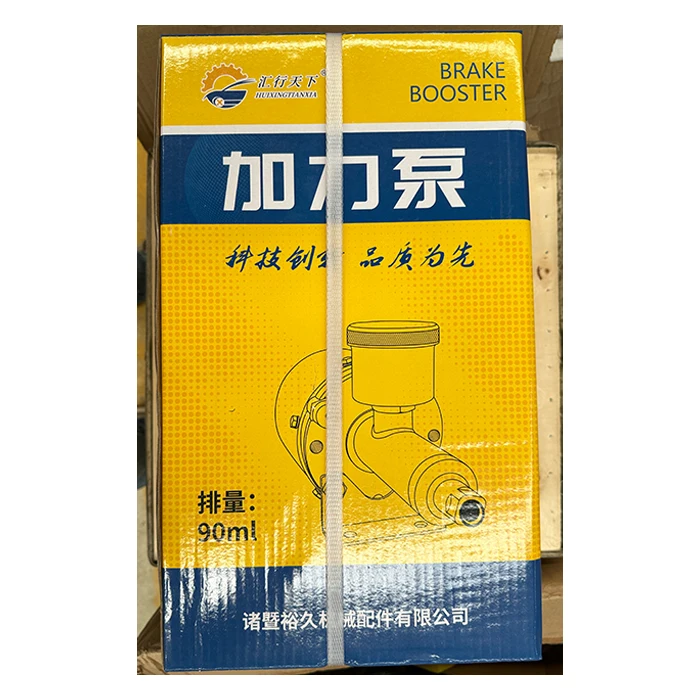 汇行天下®
HUIXINGTIANXIA
BRAKE
BOOSTER
加力泵
科技创新 品质为先
排量：
90ml
诸暨裕久机械配件有限公司